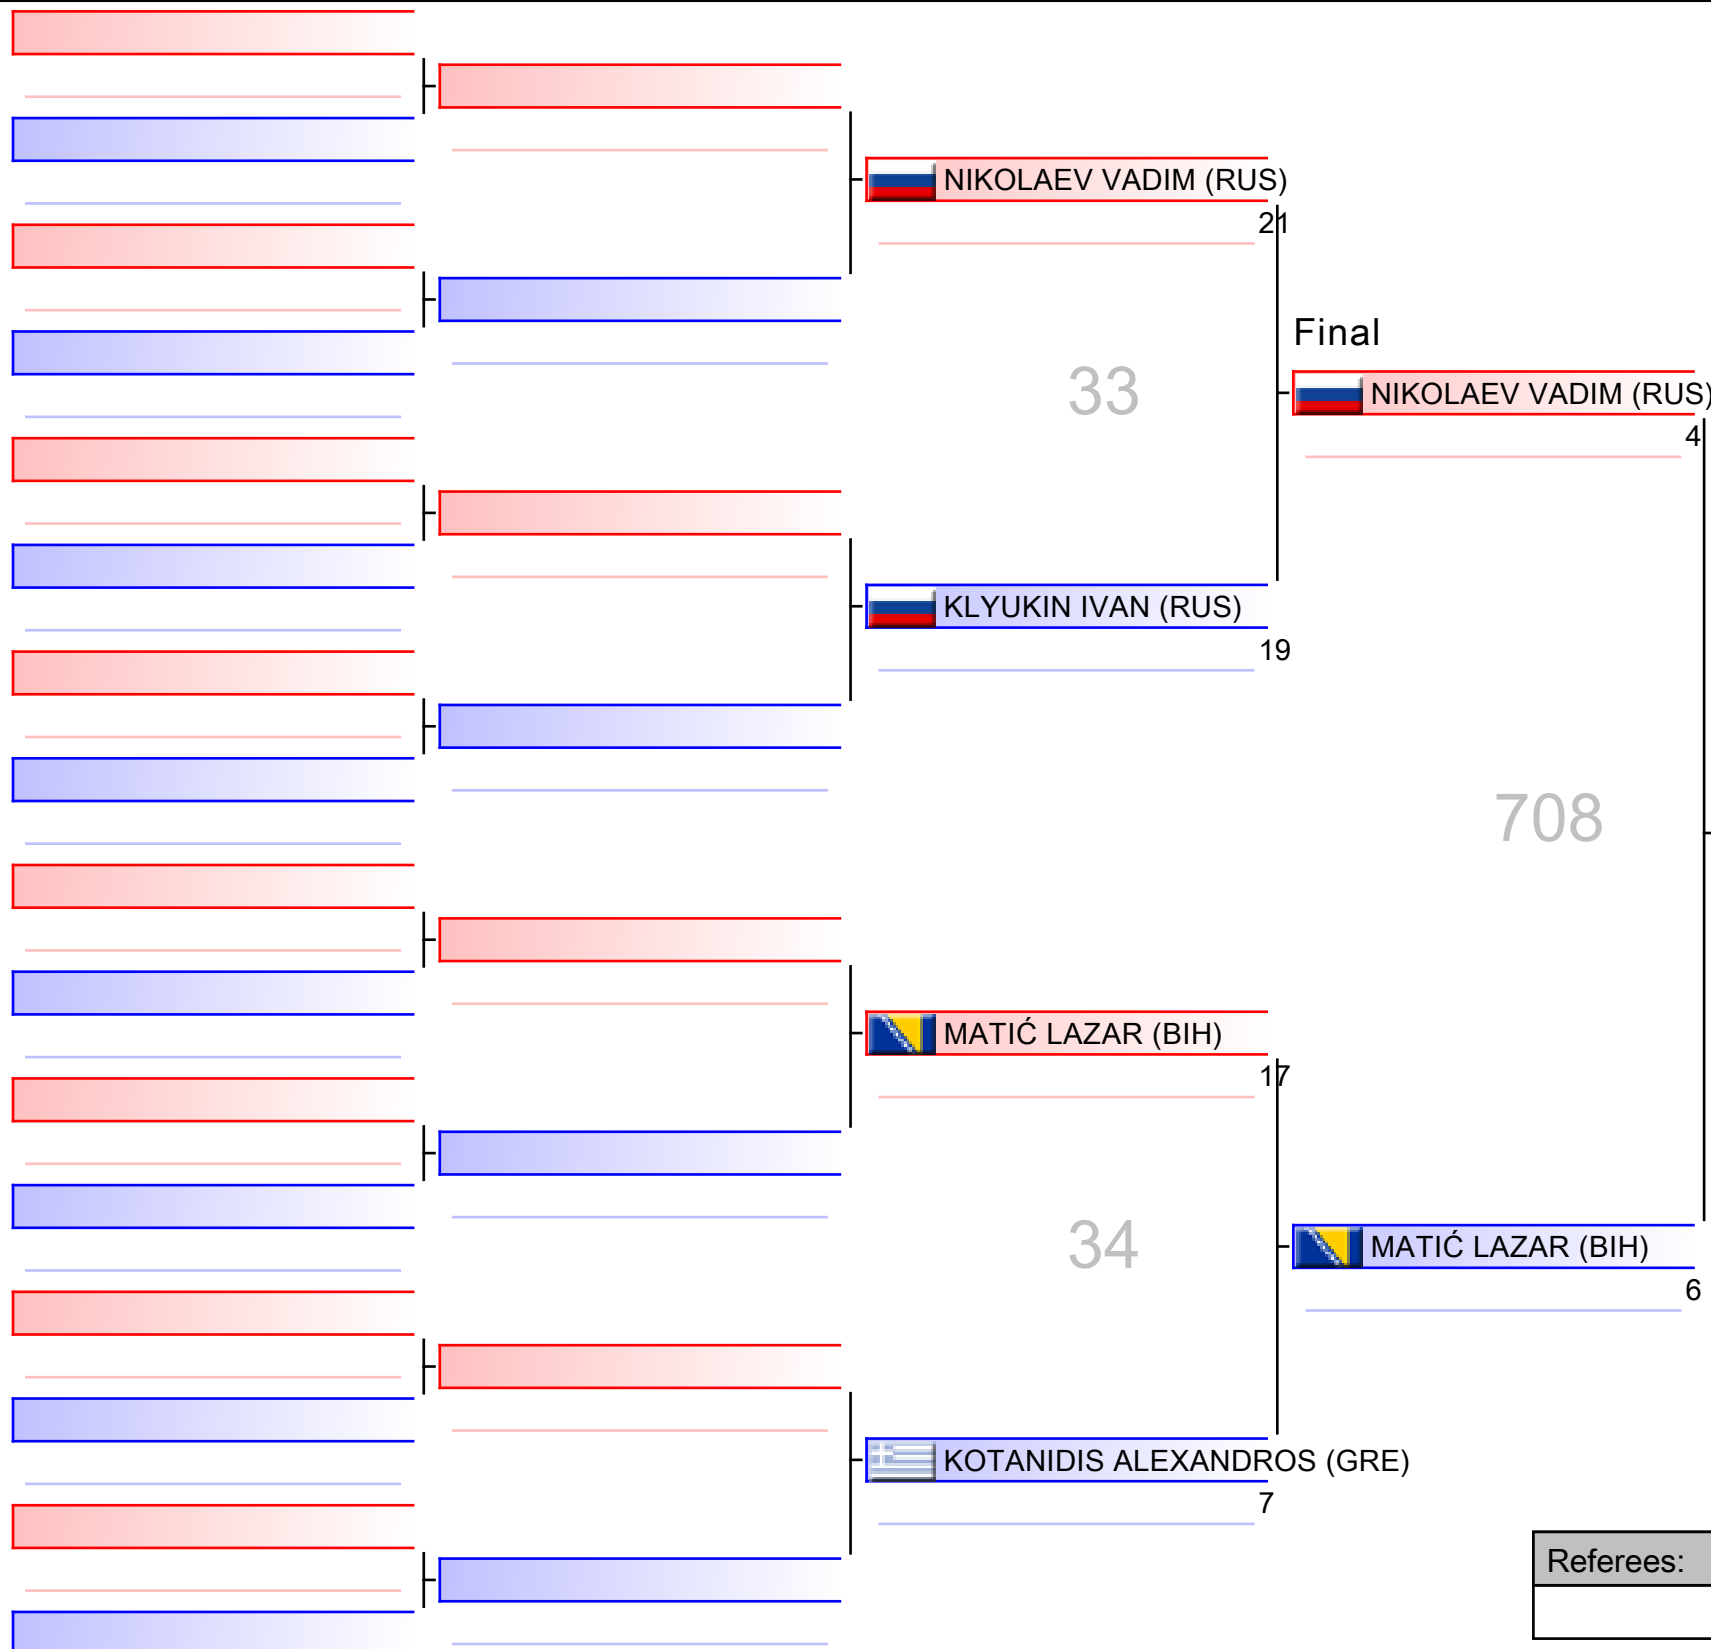 NIKOLAEV VADIM (RUS)
21
Final
33
NIKOLAEV VADIM (RUS)
4
KLYUKIN IVAN (RUS)
19
708
MATIĆ LAZAR (BIH)
17
34
MATIĆ LAZAR (BIH)
6
KOTANIDIS ALEXANDROS (GRE)
7
Referees: